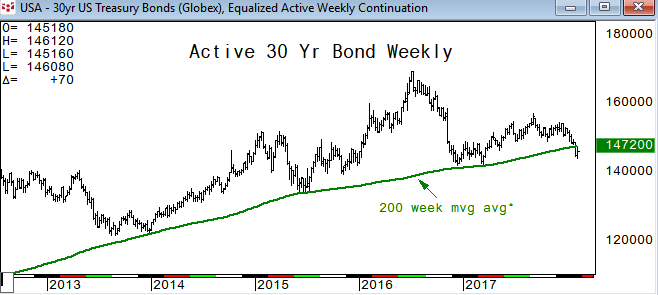 USA - 30yr US Treasury Bonds (Globex), Equalized Active Weekly Continuation
O= 145180
H= 146120
L= 145160
L= 146080
Δ= +70
Active 30 Yr Bond Weekly
180000
160000
147200
140000
200 week mvg avg*
120000
2013 2014 2015 2016 2017